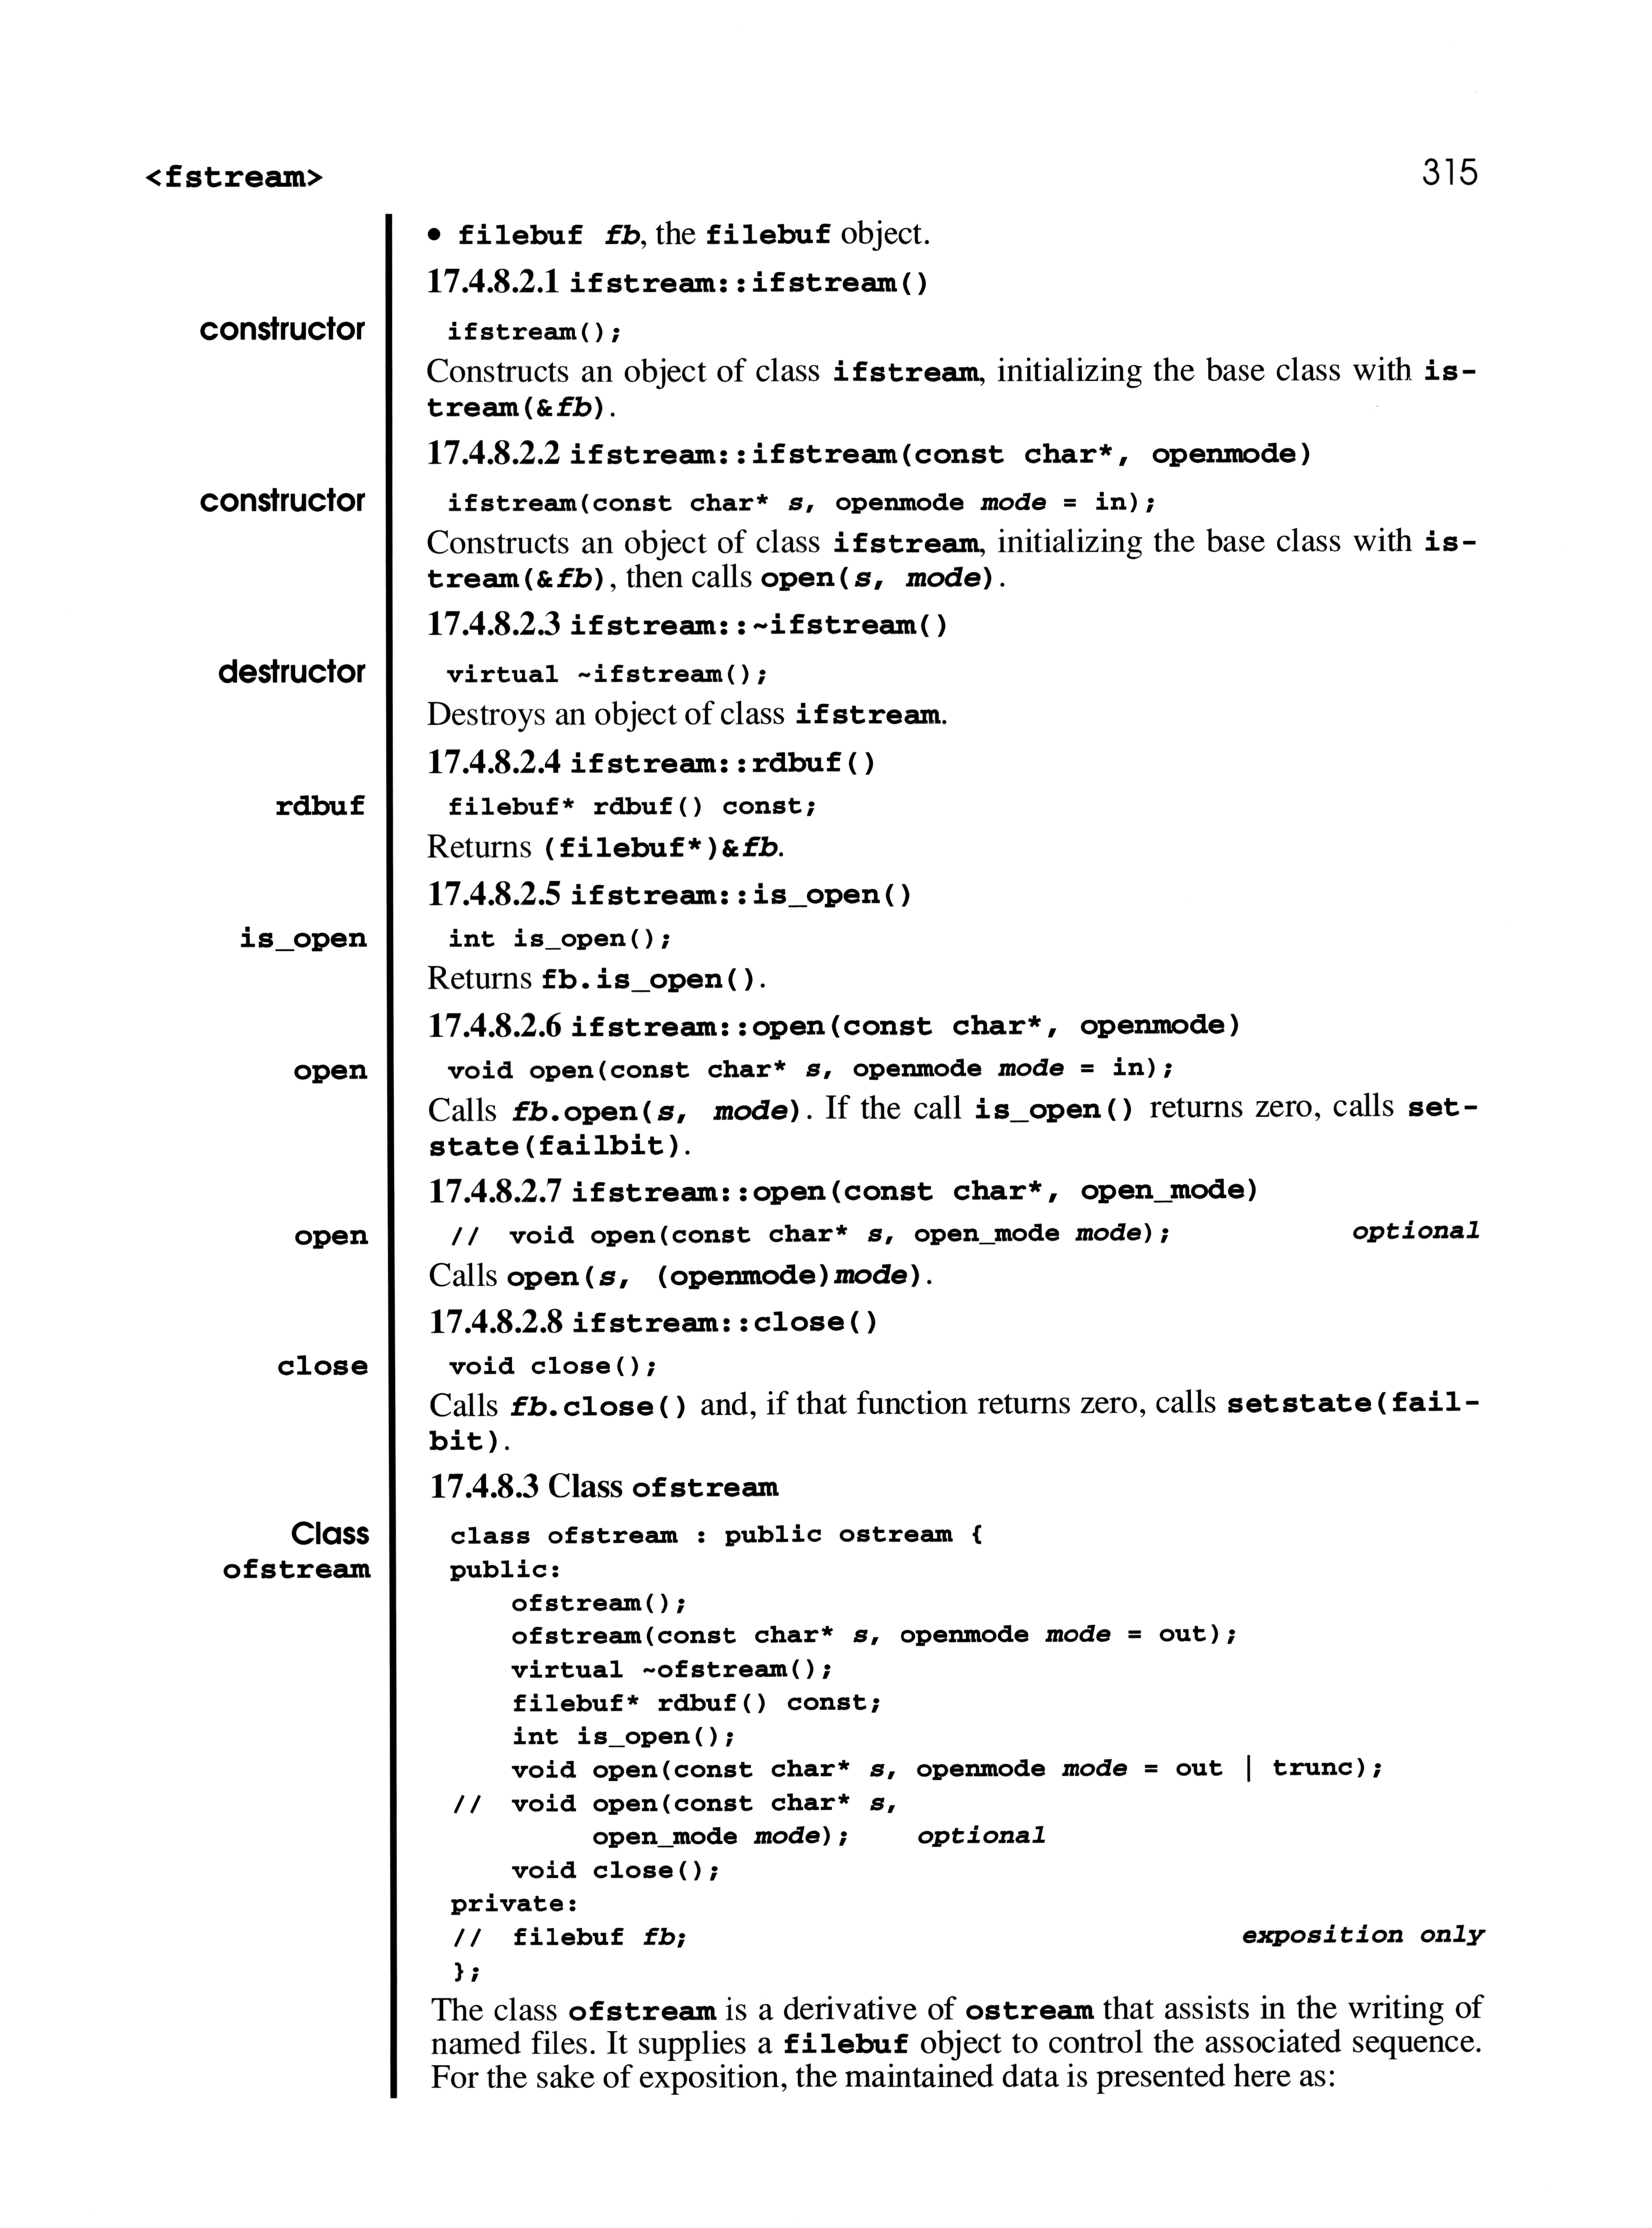 <fstream> 315
• filebuf fb, the filebuf object.
17.4.8.2.1 ifstream::ifstream()
constructor ifstream();
Constructs an object of class ifstream, initializing the base class with is-
tream(&fb).
17.4.8.2.2 ifstream::ifstream(const char*, openmode)
constructor ifstream(const char* s, openmode mode = in);
Constructs an object of class ifstream, initializing the base class with is-
tream(&fb), then calls open(s, mode).
17.4.8.2.3 ifstream::~ifstream()
destructor virtual ~ifstream();
Destroys an object of class ifstream.
17.4.8.2.4 ifstream::rdbuf()
rdbuf filebuf* rdbuf() const;
Returns (filebuf*)&fb.
17.4.8.2.5 ifstream::is_open()
is_open int is_open();
Returns fb.is_open().
17.4.8.2.6 ifstream::open(const char*, openmode)
open void open(const char* s, openmode mode = in);
Calls fb.open(s, mode). If the call is_open() returns zero, calls set-
state(failbit).
17.4.8.2.7 ifstream::open(const char*, open_mode)
open // void open(const char* s, open_mode mode); optional
Calls open(s, (openmode)mode).
17.4.8.2.8 ifstream::close()
close void close();
Calls fb.close() and, if that function returns zero, calls setstate(fail-
bit).
17.4.8.3 Class ofstream
Class class ofstream : public ostream {
ofstream public:
ofstream();
ofstream(const char* s, openmode mode = out);
virtual ~ofstream();
filebuf* rdbuf() const;
int is_open();
void open(const char* s, openmode mode = out | trunc);
// void open(const char* s,
open_mode mode); optional
void close();
private:
// filebuf fb; exposition only
};
The class ofstream is a derivative of ostream that assists in the writing of
named files. It supplies a filebuf object to control the associated sequence.
For the sake of exposition, the maintained data is presented here as: